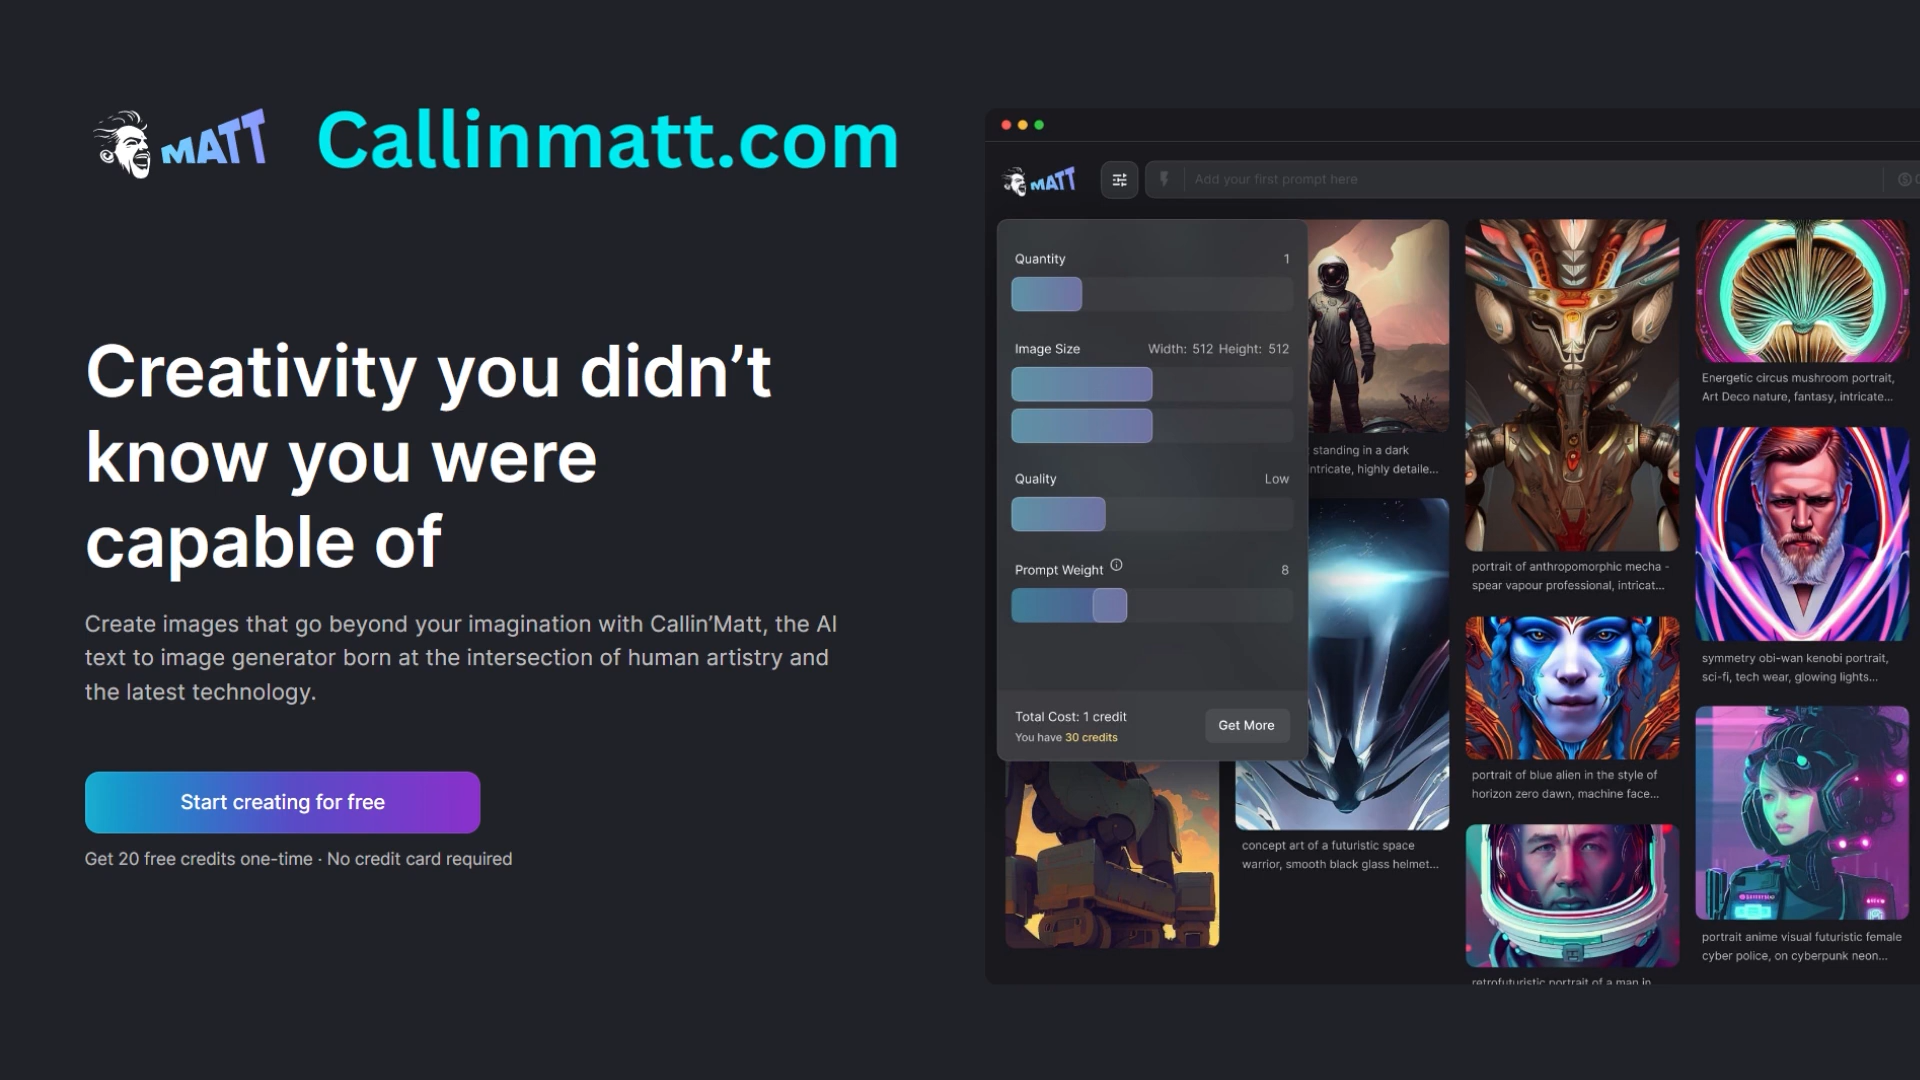 MATT
Callinmatt.com
Creativity you didn’t
know you were
capable of
Create images that go beyond your imagination with Callin’Matt, the AI
text to image generator born at the intersection of human artistry and
the latest technology.
Start creating for free
Get 20 free credits one-time · No credit card required
MATT
Add your first prompt here
Quantity 1
Image Size Width: 512 Height: 512
Quality Low
Prompt Weight 8
Total Cost: 1 credit
You have 30 credits
Get More
standing in a dark
intricate, highly detaile...
concept art of a futuristic space
warrior, smooth black glass helmet...
portrait of anthropomorphic mecha -
spear vapour professional, intricat...
portrait of blue alien in the style of
horizon zero dawn, machine face...
retrofuturistic portrait of a man in
Energetic circus mushroom portrait,
Art Deco nature, fantasy, intricate...
symmetry obi-wan kenobi portrait,
sci-fi, tech wear, glowing lights...
portrait anime visual futuristic female
cyber police, on cyberpunk neon...